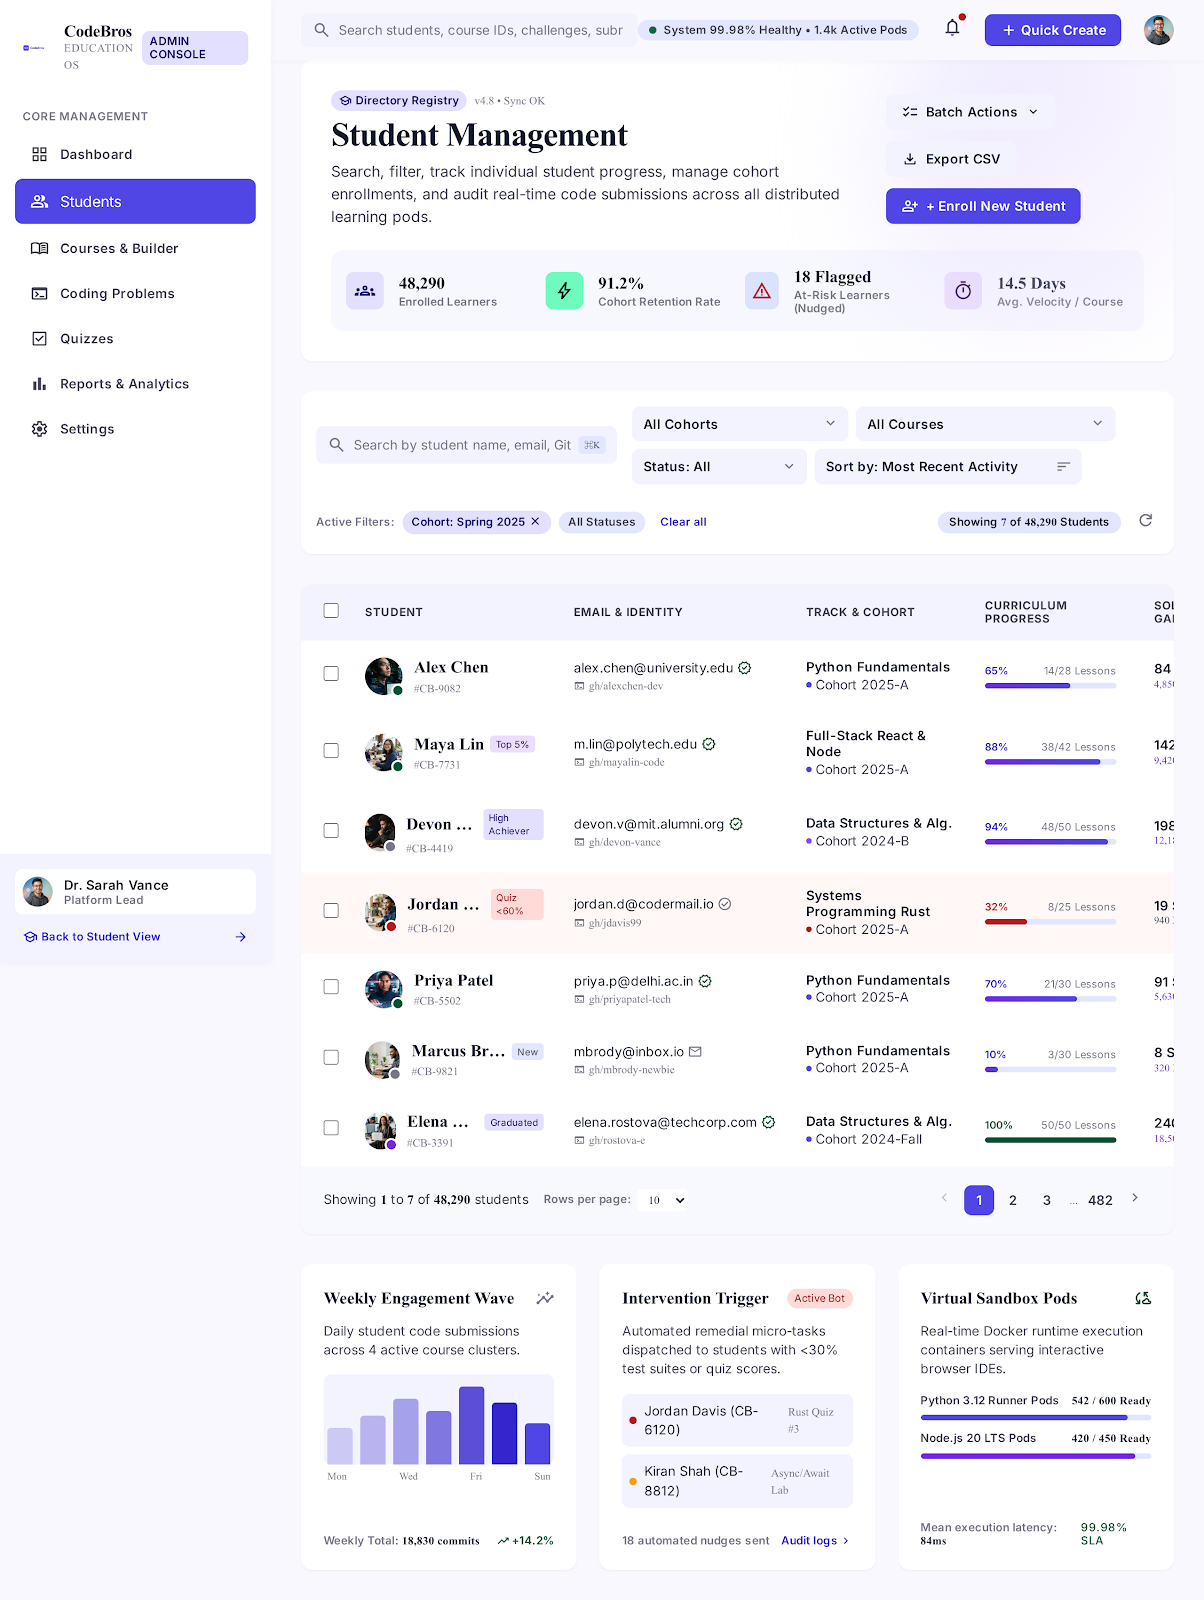 CodeBros
EDUCATION OS
ADMIN CONSOLE
CORE MANAGEMENT
Dashboard
Students
Courses & Builder
Coding Problems
Quizzes
Reports & Analytics
Settings
Dr. Sarah Vance
Platform Lead
Back to Student View
Search students, course IDs, challenges, subr
System 99.98% Healthy • 1.4k Active Pods
Quick Create
Directory Registry
v4.8 • Sync OK
Student Management
Search, filter, track individual student progress, manage cohort
enrollments, and audit real-time code submissions across all distributed
learning pods.
Batch Actions
Export CSV
+ Enroll New Student
48,290
Enrolled Learners
91.2%
Cohort Retention Rate
18 Flagged
At-Risk Learners
(Nudged)
14.5 Days
Avg. Velocity / Course
Search by student name, email, Git
⌘K
All Cohorts
All Courses
Status: All
Sort by: Most Recent Activity
Active Filters:
Cohort: Spring 2025 ✕
All Statuses
Clear all
Showing 7 of 48,290 Students
STUDENT
EMAIL & IDENTITY
TRACK & COHORT
CURRICULUM
PROGRESS
Alex Chen
#CB-9082
alex.chen@university.edu
gh/alexchen-dev
Python Fundamentals
• Cohort 2025-A
65%
14/28 Lessons
84
Maya Lin
Top 5%
#CB-7731
m.lin@polytech.edu
gh/mayalin-code
Full-Stack React &
Node
• Cohort 2025-A
88%
38/42 Lessons
142
Devon ...
High
Achiever
#CB-4419
devon.v@mit.alumni.org
gh/devon-vance
Data Structures & Alg.
• Cohort 2024-B
94%
48/50 Lessons
198
Jordan ...
Quiz
<60%
#CB-6120
jordan.d@codermail.io
gh/jdavis99
Systems
Programming Rust
• Cohort 2025-A
32%
8/25 Lessons
19
940
Priya Patel
#CB-5502
priya.p@delhi.ac.in
gh/priyapatel-tech
Python Fundamentals
• Cohort 2025-A
70%
21/30 Lessons
91
Marcus Br...
New
#CB-9821
mbrody@inbox.io
gh/mbrody-newbie
Python Fundamentals
• Cohort 2025-A
10%
3/30 Lessons
8
320
Elena ...
Graduated
#CB-3391
elena.rostova@techcorp.com
gh/rostova-e
Data Structures & Alg.
• Cohort 2024-Fall
100%
50/50 Lessons
Showing 1 to 7 of 48,290 students
Rows per page:
10
1
2
3
...
482
Weekly Engagement Wave
Daily student code submissions
across 4 active course clusters.
Mon
Wed
Fri
Sun
Weekly Total: 18,830 commits
+14.2%
Intervention Trigger
Active Bot
Automated remedial micro-tasks
dispatched to students with <30%
test suites or quiz scores.
Jordan Davis (CB-
6120)
Rust Quiz
#3
Kiran Shah (CB-
8812)
Async/Await
Lab
18 automated nudges sent
Audit logs
Virtual Sandbox Pods
Real-time Docker runtime execution
containers serving interactive
browser IDEs.
Python 3.12 Runner Pods
542 / 600 Ready
Node.js 20 LTS Pods
420 / 450 Ready
Mean execution latency:
84ms
99.98%
SLA